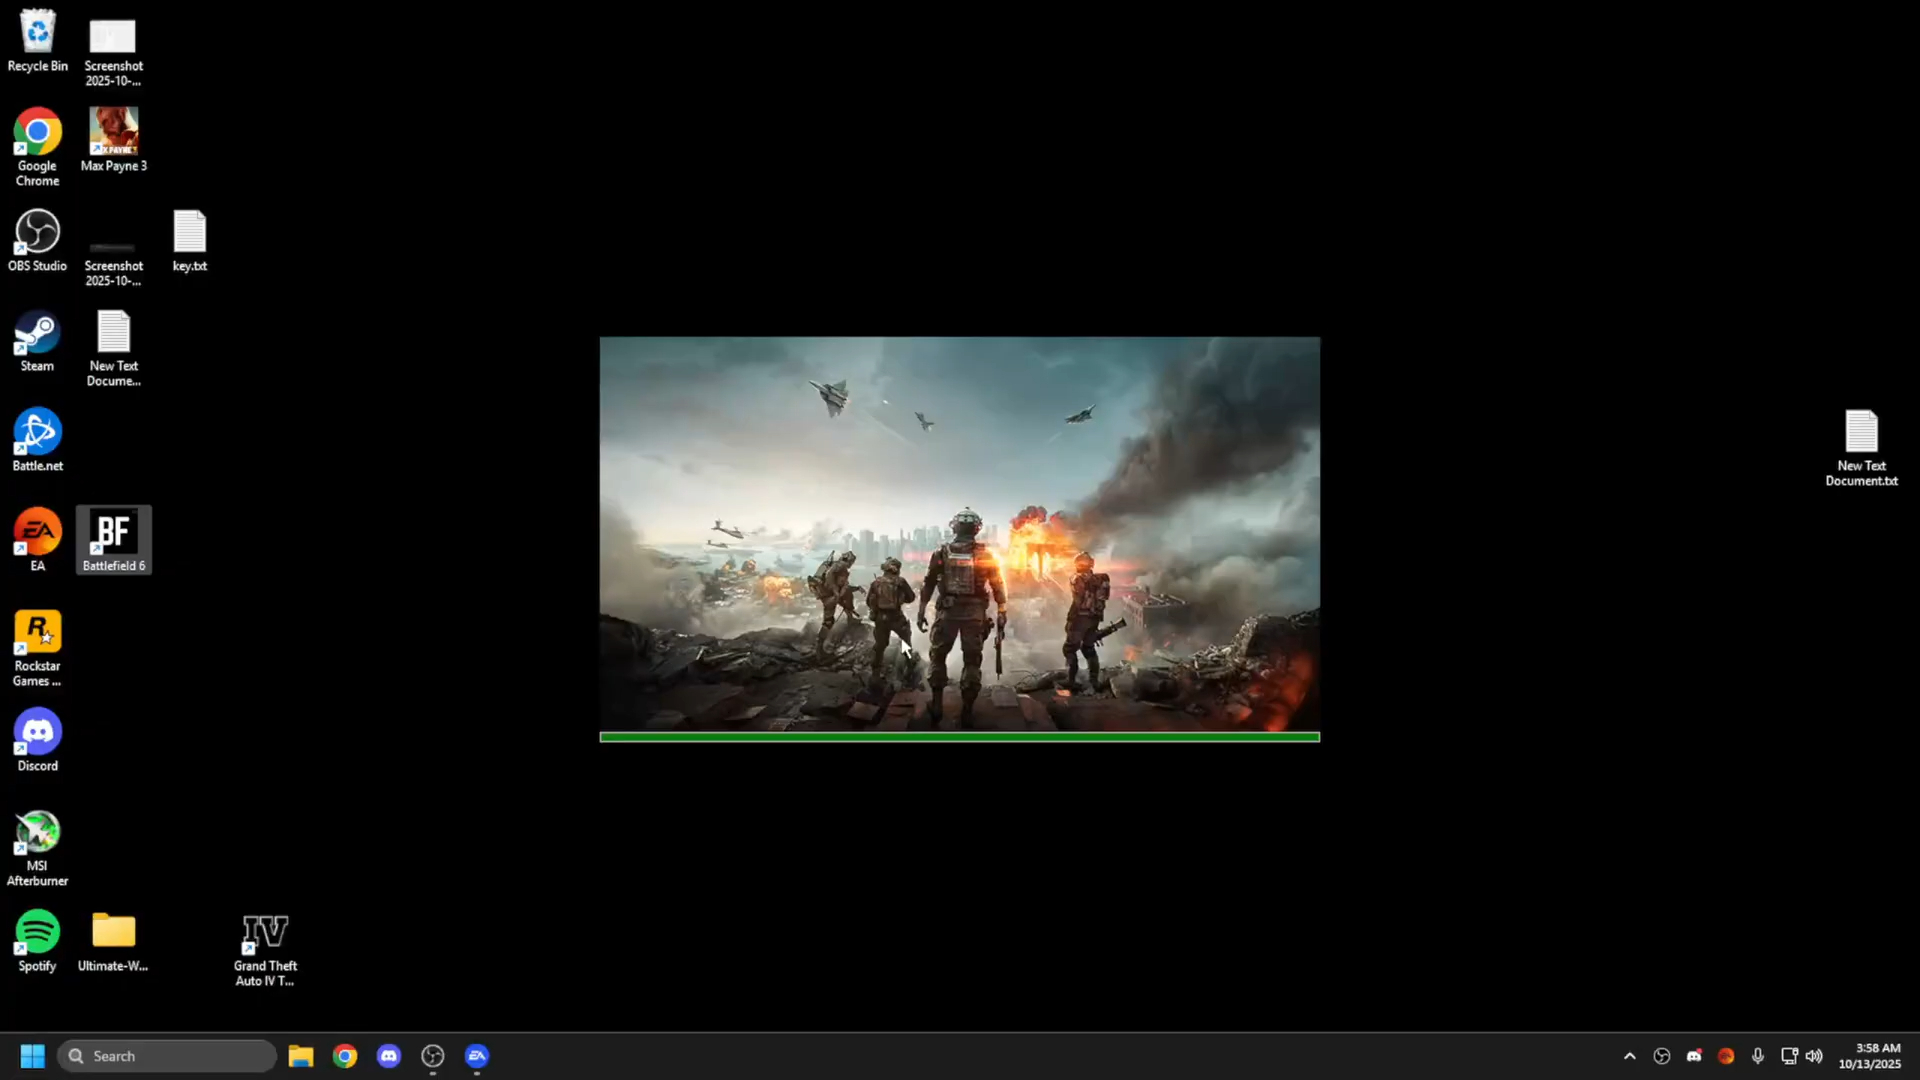 Recycle Bin
Screenshot
2025-10-...
Google
Chrome
Max Payne 3
OBS Studio
Screenshot
2025-10-...
key.txt
Steam
New Text
Docume...
Battle.net
New Text
Document.txt
EA
EA
BF
Battlefield 6
R
Rockstar
Games ...
Discord
MSI
Afterburner
Spotify
Ultimate-W...
IV
Grand Theft
Auto IV T...
Search
EA
3:58 AM
10/13/2025